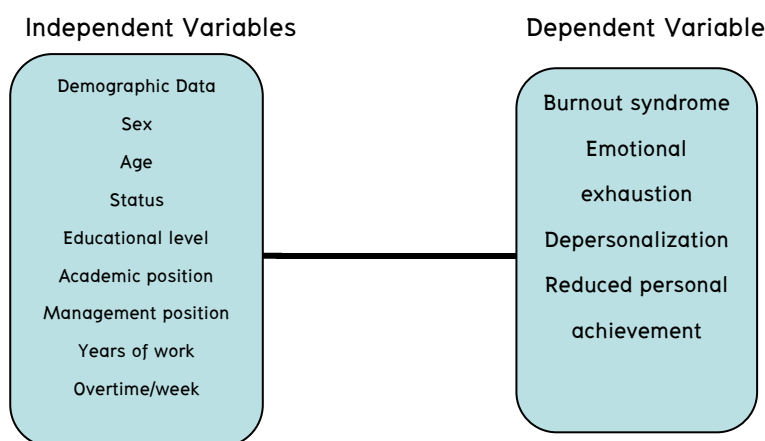 Independent Variables
Dependent Variable
Demographic Data
Sex
Age
Status
Educational level
Academic position
Management position
Years of work
Overtime/week
Burnout syndrome
Emotional
exhaustion
Depersonalization
Reduced personal
achievement